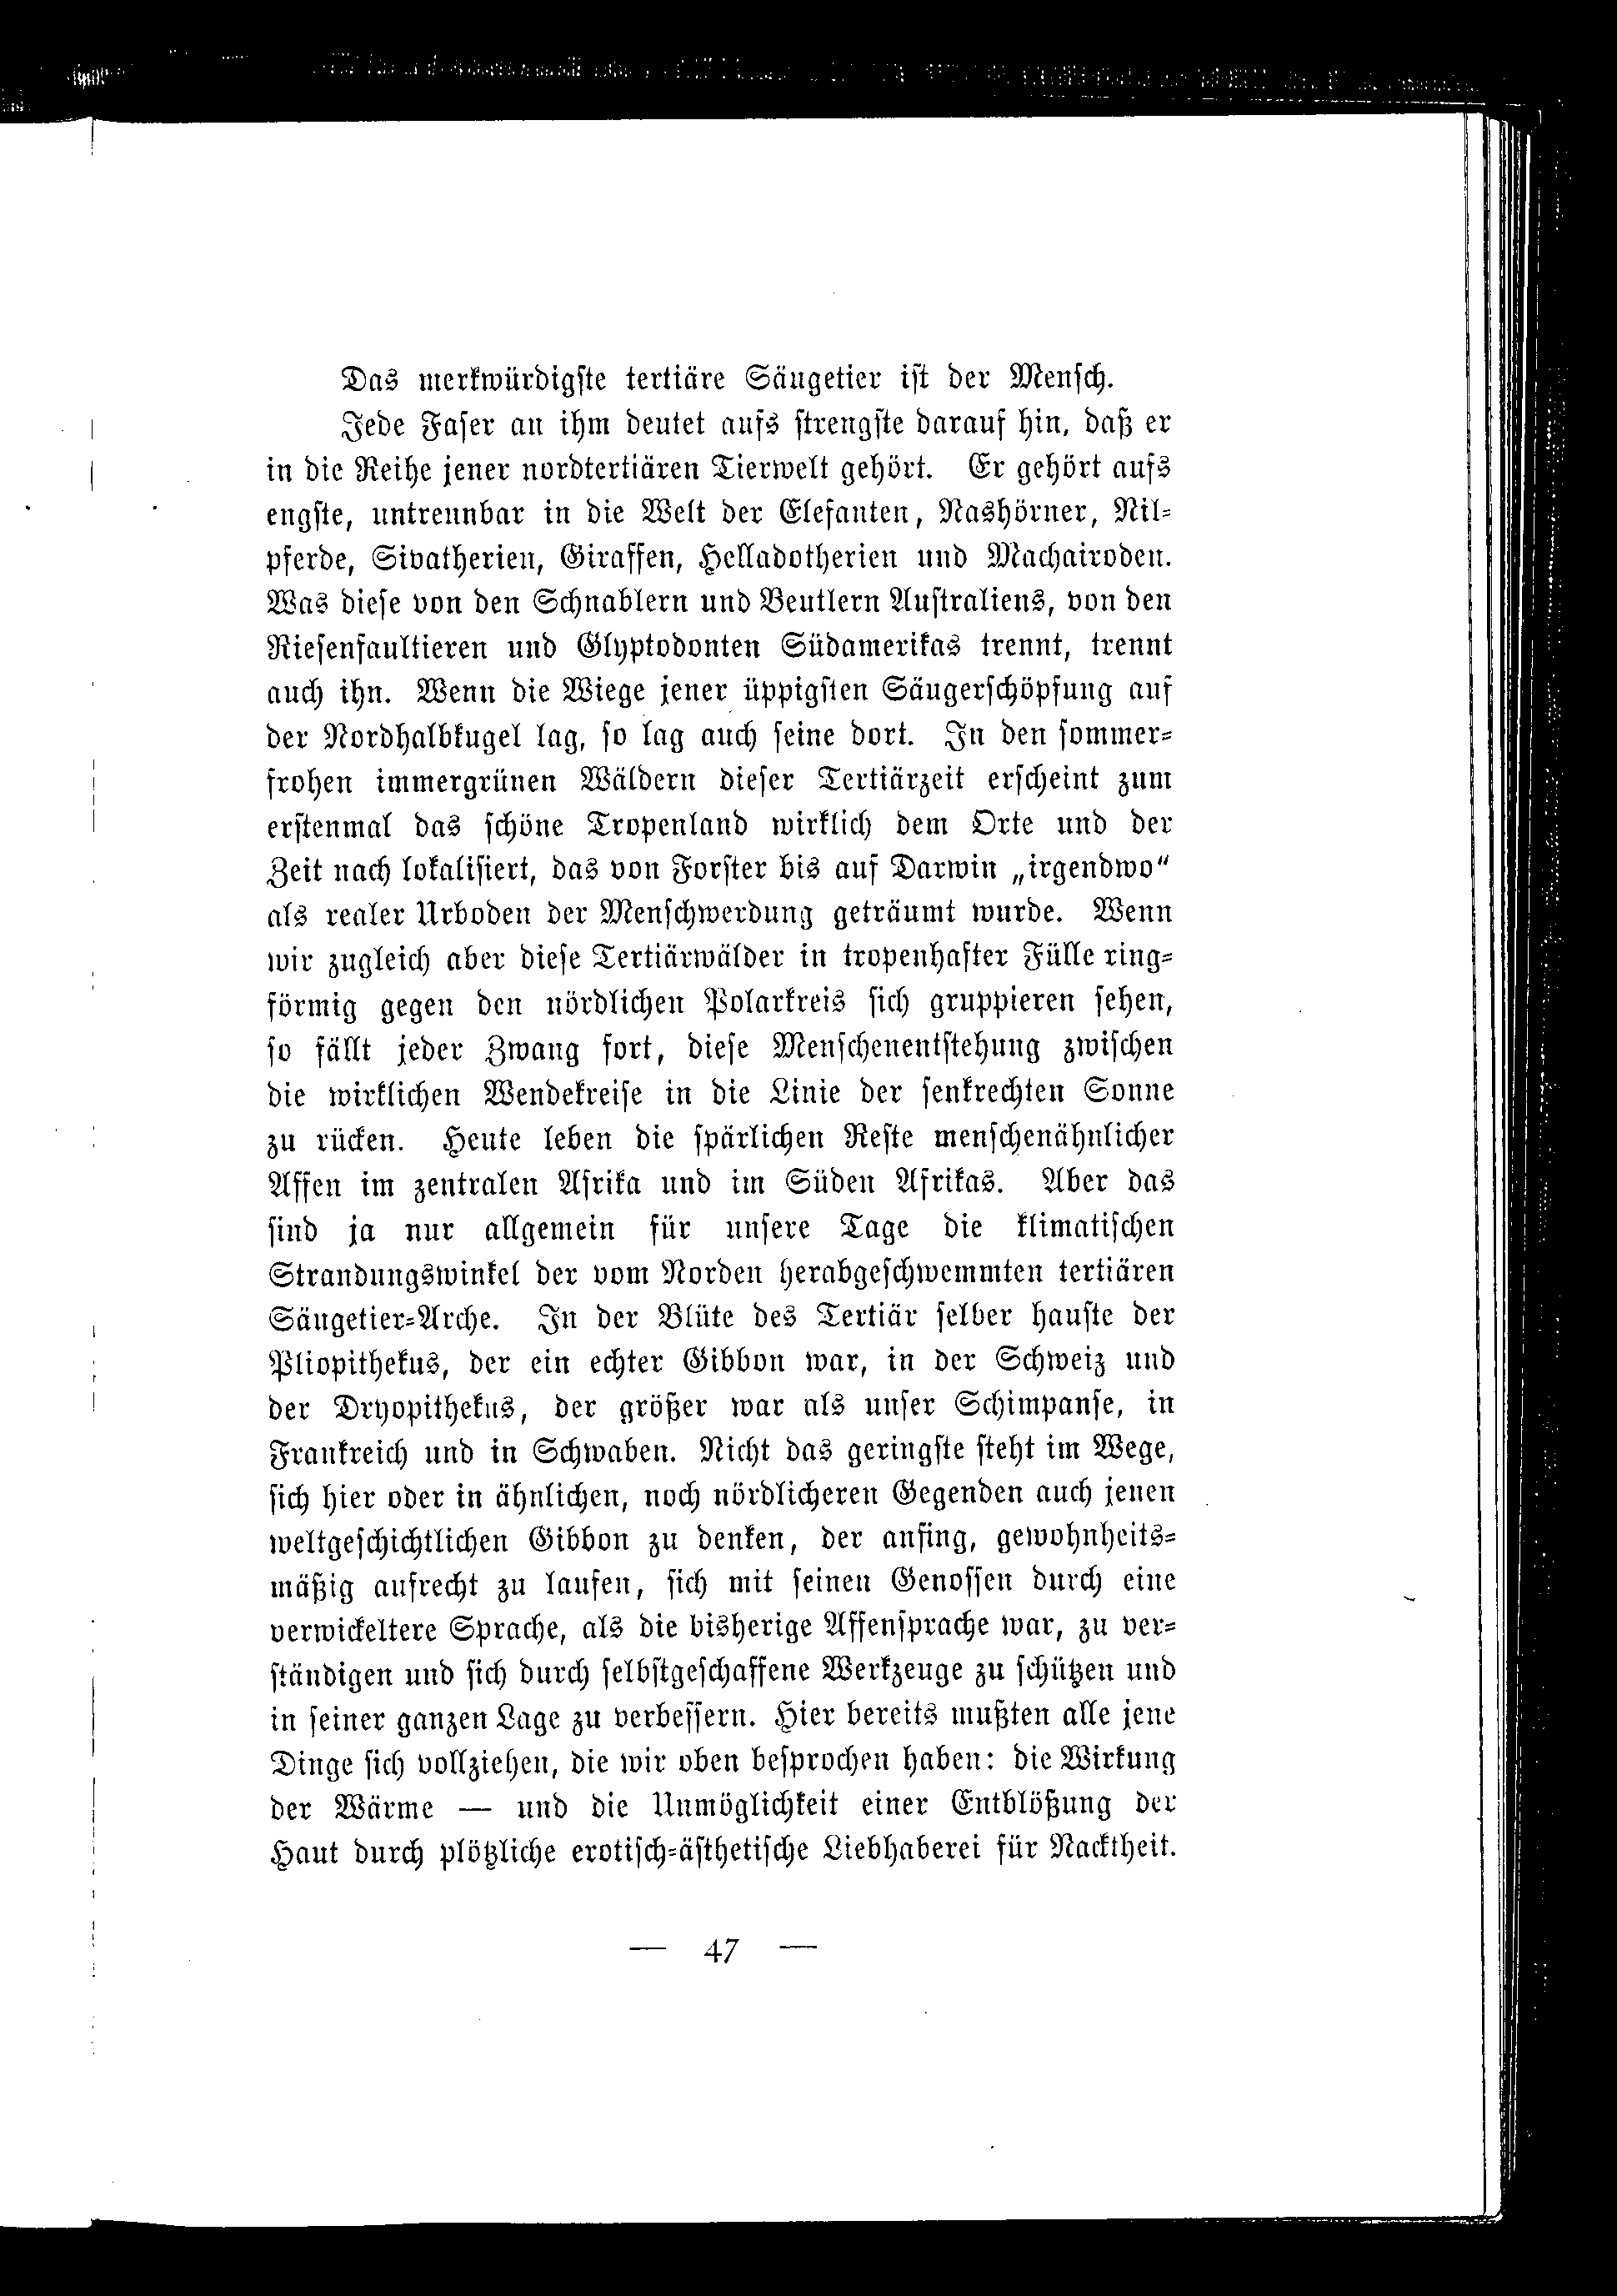 Das merkwürdigste tertiäre Säugetier ist der Mensch.
Jede Faser an ihm deutet aufs strengste darauf hin, daß er
in die Reihe jener nordtertiären Tierwelt gehört. Er gehört aufs
engste, untrennbar in die Welt der Elefanten, Nashörner, Nil-
pferde, Sivatherien, Giraffen, Helladotherien und Machairoden.
Was diese von den Schnablern und Beutlern Australiens, von den
Riesenfaultieren und Glyptodonten Südamerikas trennt, trennt
auch ihn. Wenn die Wiege jener üppigsten Säugerschöpfung auf
der Nordhalbkugel lag, so lag auch seine dort. In den sommer-
frohen immergrünen Wäldern dieser Tertiärzeit erscheint zum
erstenmal das schöne Tropenland wirklich dem Orte und der
Zeit nach lokalisiert, das von Forster bis auf Darwin „irgendwo“
als realer Urboden der Menschwerdung geträumt wurde. Wenn
wir zugleich aber diese Tertiärwälder in tropenhafter Fülle ring-
förmig gegen den nördlichen Polarkreis sich gruppieren sehen,
so fällt jeder Zwang fort, diese Menschenentstehung zwischen
die wirklichen Wendekreise in die Linie der senkrechten Sonne
zu rücken. Heute leben die spärlichen Reste menschenähnlicher
Affen im zentralen Afrika und im Süden Afrikas. Aber das
sind ja nur allgemein für unsere Tage die klimatischen
Strandungswinkel der vom Norden herabgeschwemmten tertiären
Säugetier-Arche. In der Blüte des Tertiär selber hauste der
Pliopithekus, der ein echter Gibbon war, in der Schweiz und
der Dryopithekus, der größer war als unser Schimpanse, in
Frankreich und in Schwaben. Nicht das geringste steht im Wege,
sich hier oder in ähnlichen, noch nördlicheren Gegenden auch jenen
weltgeschichtlichen Gibbon zu denken, der anfing, gewohnheits-
mäßig aufrecht zu laufen, sich mit seinen Genossen durch eine
verwickeltere Sprache, als die bisherige Affensprache war, zu ver-
ständigen und sich durch selbstgeschaffene Werkzeuge zu schützen und
in seiner ganzen Lage zu verbessern. Hier bereits mußten alle jene
Dinge sich vollziehen, die wir oben besprochen haben: die Wirkung
der Wärme — und die Unmöglichkeit einer Entblößung der
Haut durch plötzliche erotisch-ästhetische Liebhaberei für Nacktheit.
— 47 —